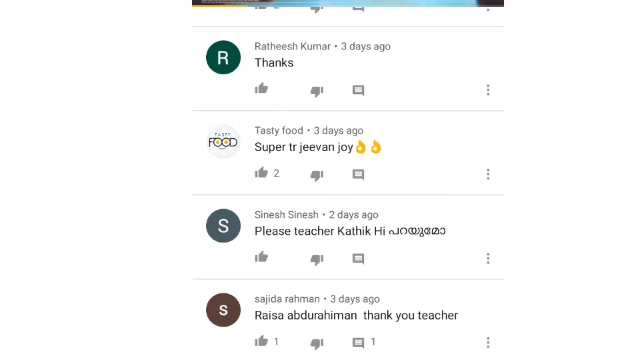 Ratheesh Kumar • 3 days ago
Thanks
TASTY
FOOD
Tasty food • 3 days ago
Super tr jeevan joy👌👌
2
Sinesh Sinesh • 2 days ago
Please teacher Kathik Hi പറയുമോ
sajida rahman • 3 days ago
Raisa abdurahiman thank you teacher
1
1